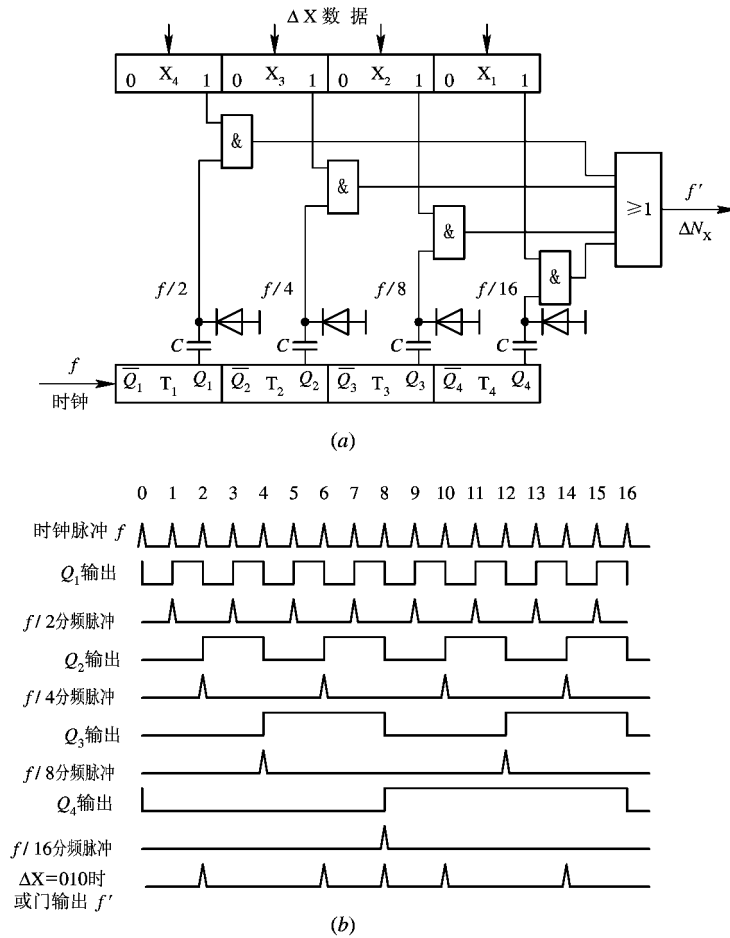 ΔX 数 据
0 X₄ 1 0 X₃ 1 0 X₂ 1 0 X₁ 1
&
&
&
&
≥1
f′
ΔN_X
f/2 f/4 f/8 f/16
C C C C
f
时钟
Q̅₁ T₁ Q₁ Q̅₂ T₂ Q₂ Q̅₃ T₃ Q₃ Q̅₄ T₄ Q₄
(a)
0 1 2 3 4 5 6 7 8 9 10 11 12 13 14 15 16
时钟脉冲 f
Q₁输出
f/2分频脉冲
Q₂输出
f/4分频脉冲
Q₃输出
f/8分频脉冲
Q₄输出
f/16分频脉冲
ΔX=010时
或门输出 f′
(b)